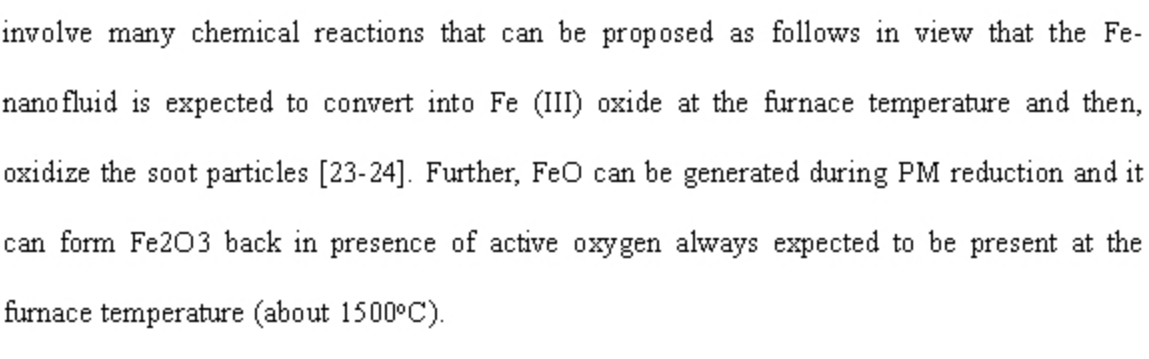 involve many chemical reactions that can be proposed as follows in view that the Fe-
nanofluid is expected to convert into Fe (III) oxide at the furnace temperature and then,
oxidize the soot particles [23-24]. Further, FeO can be generated during PM reduction and it
can form Fe2O3 back in presence of active oxygen always expected to be present at the
furnace temperature (about 1500ºC).